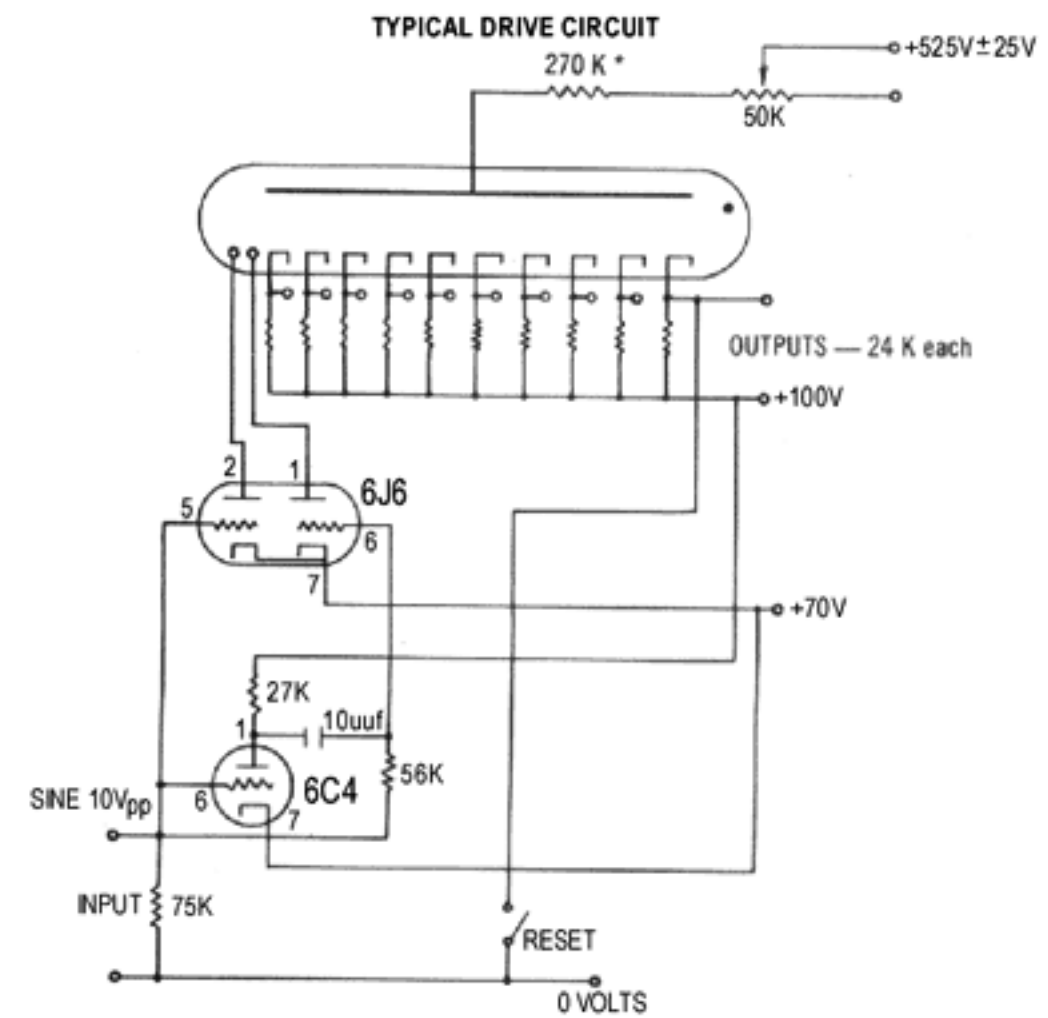 TYPICAL DRIVE CIRCUIT
+525V±25V
270 K *
50K
OUTPUTS — 24 K each
+100V
2
1
6J6
5
6
7
+70V
27K
1
10uuf
56K
6C4
6
7
SINE 10Vpp
INPUT
75K
RESET
0 VOLTS